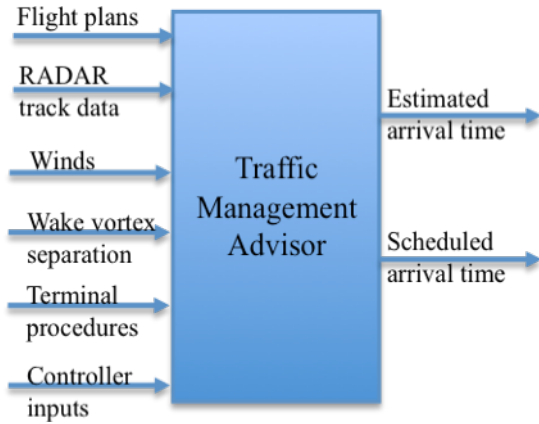 Flight plans
RADAR
track data
Winds
Wake vortex
separation
Terminal
procedures
Controller
inputs
Traffic
Management
Advisor
Estimated
arrival time
Scheduled
arrival time